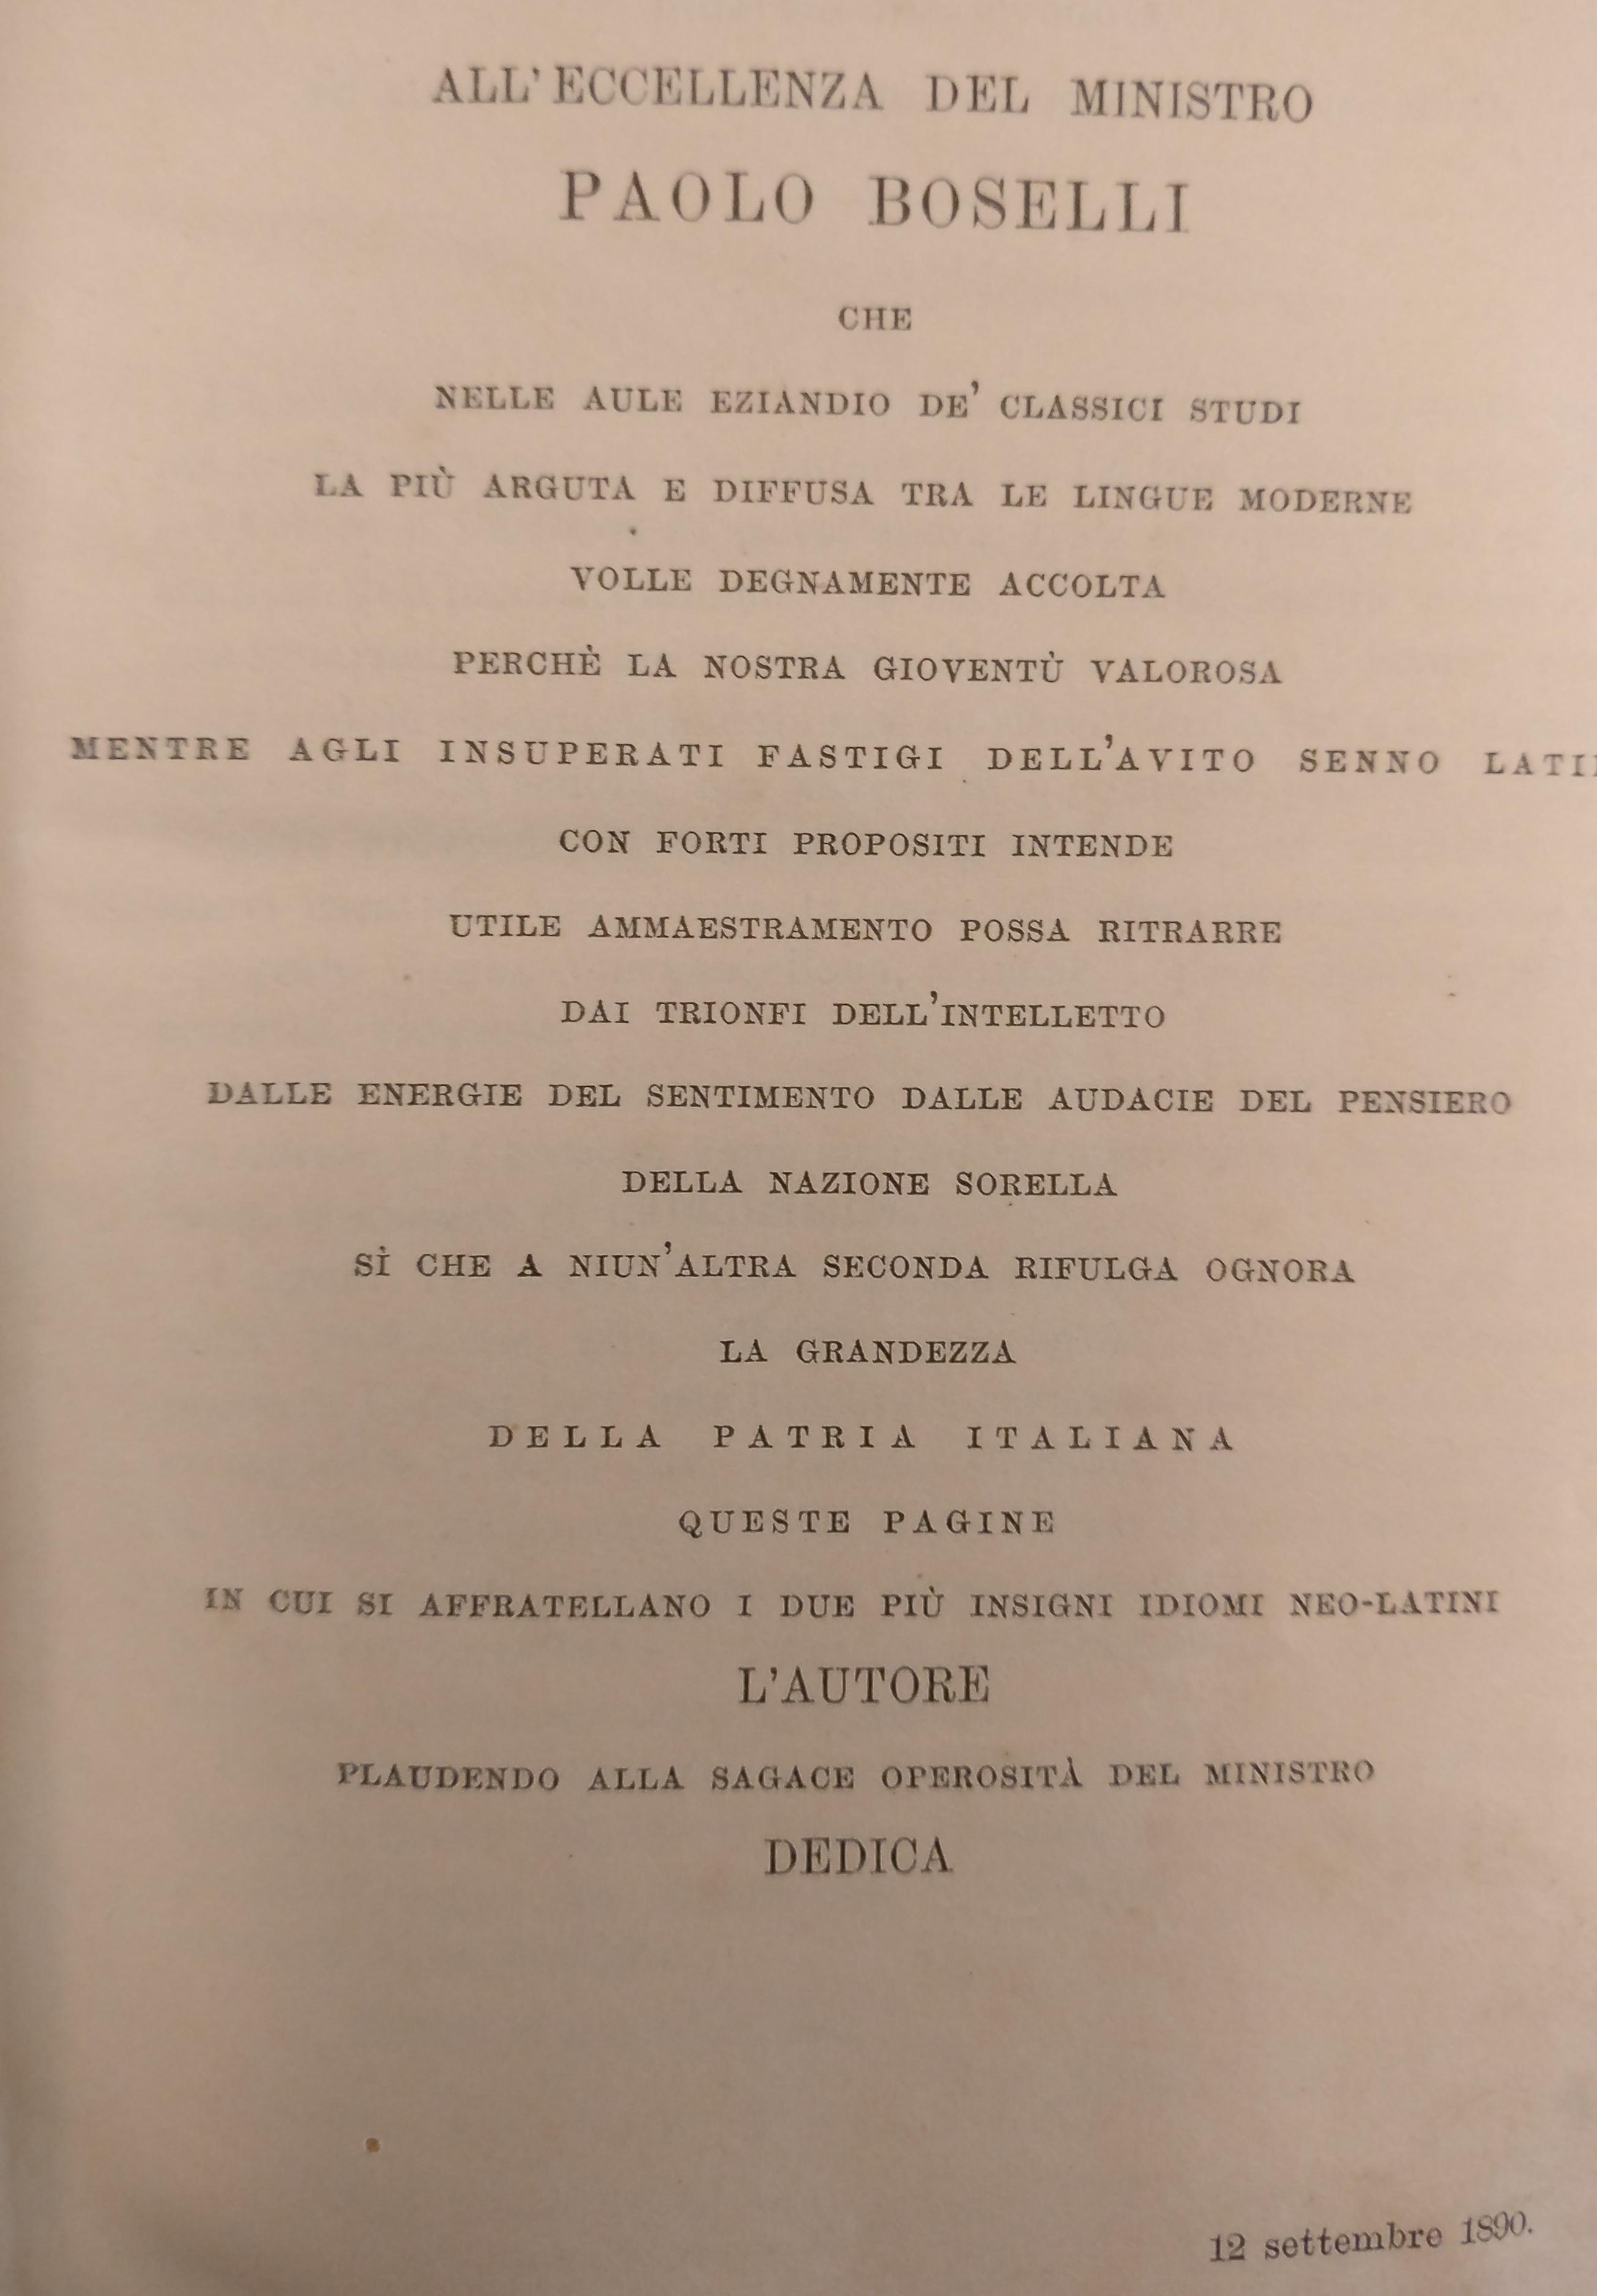 ALL'ECCELLENZA DEL MINISTRO
PAOLO BOSELLI
CHE
NELLE AULE EZIANDIO DE' CLASSICI STUDI
LA PIÙ ARGUTA E DIFFUSA TRA LE LINGUE MODERNE
VOLLE DEGNAMENTE ACCOLTA
PERCHÈ LA NOSTRA GIOVENTÙ VALOROSA
MENTRE AGLI INSUPERATI FASTIGI DELL'AVITO SENNO
CON FORTI PROPOSITI INTENDE
UTILE AMMAESTRAMENTO POSSA RITRARRE
DAI TRIONFI DELL'INTELLETTO
DALLE ENERGIE DEL SENTIMENTO DALLE AUDACIE DEL PENSIERO
DELLA NAZIONE SORELLA
SÌ CHE A NIUN'ALTRA SECONDA RIFULGA OGNORA
LA GRANDEZZA
DELLA PATRIA ITALIANA
QUESTE PAGINE
IN CUI SI AFFRATELLANO I DUE PIÙ INSIGNI IDIOMI NEO-LATINI
L'AUTORE
PLAUDENDO ALLA SAGACE OPEROSITÀ DEL MINISTRO
DEDICA
12 settembre 1890.